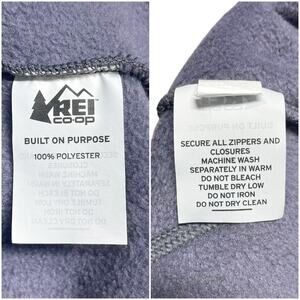 REI
CO·OP
BUILT ON PURPOSE
100% POLYESTER
SECURE ALL ZIPPERS AND
CLOSURES
MACHINE WASH
SEPARATELY IN WARM
DO NOT BLEACH
TUMBLE DRY LOW
DO NOT IRON
DO NOT DRY CLEAN